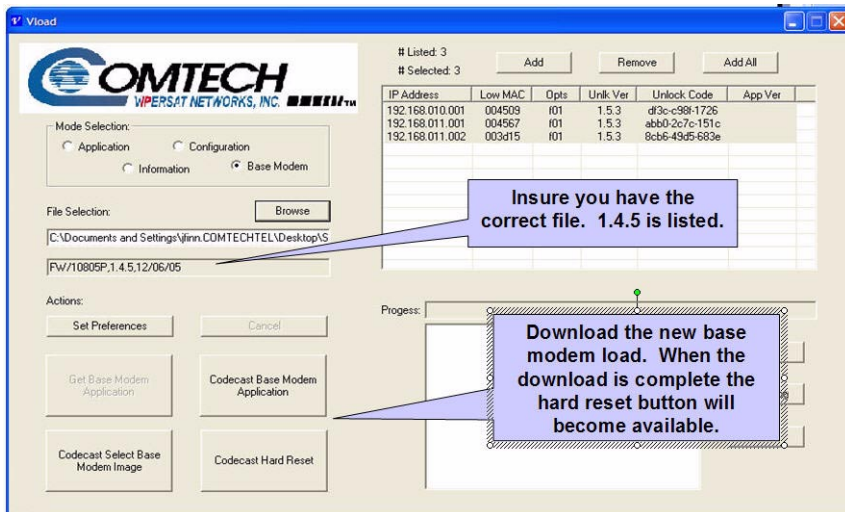 Vload
COMTECH
VIPERSAT NETWORKS, INC.
TM
# Listed: 3
# Selected: 3
Add
Remove
Add All
IP Address Low MAC Opts Unlk Ver Unlock Code App Ver
192.168.010.001 004509 f01 1.5.3 df3c-c98f-1726
192.168.011.001 004567 f01 1.5.3 abb0-2c7c-151c
192.168.011.002 003d15 f01 1.5.3 8cb6-49d5-683e
Mode Selection:
Application
Configuration
Information
Base Modem
File Selection:
Browse
C:\Documents and Settings\jfinn.COMTECHTEL\Desktop\S
FW/10805P,1.4.5,12/06/05
Insure you have the
correct file. 1.4.5 is listed.
Actions:
Set Preferences
Cancel
Get Base Modem
Application
Codecast Base Modem
Application
Codecast Select Base
Modem Image
Codecast Hard Reset
Progess:
Download the new base
modem load. When the
download is complete the
hard reset button will
become available.